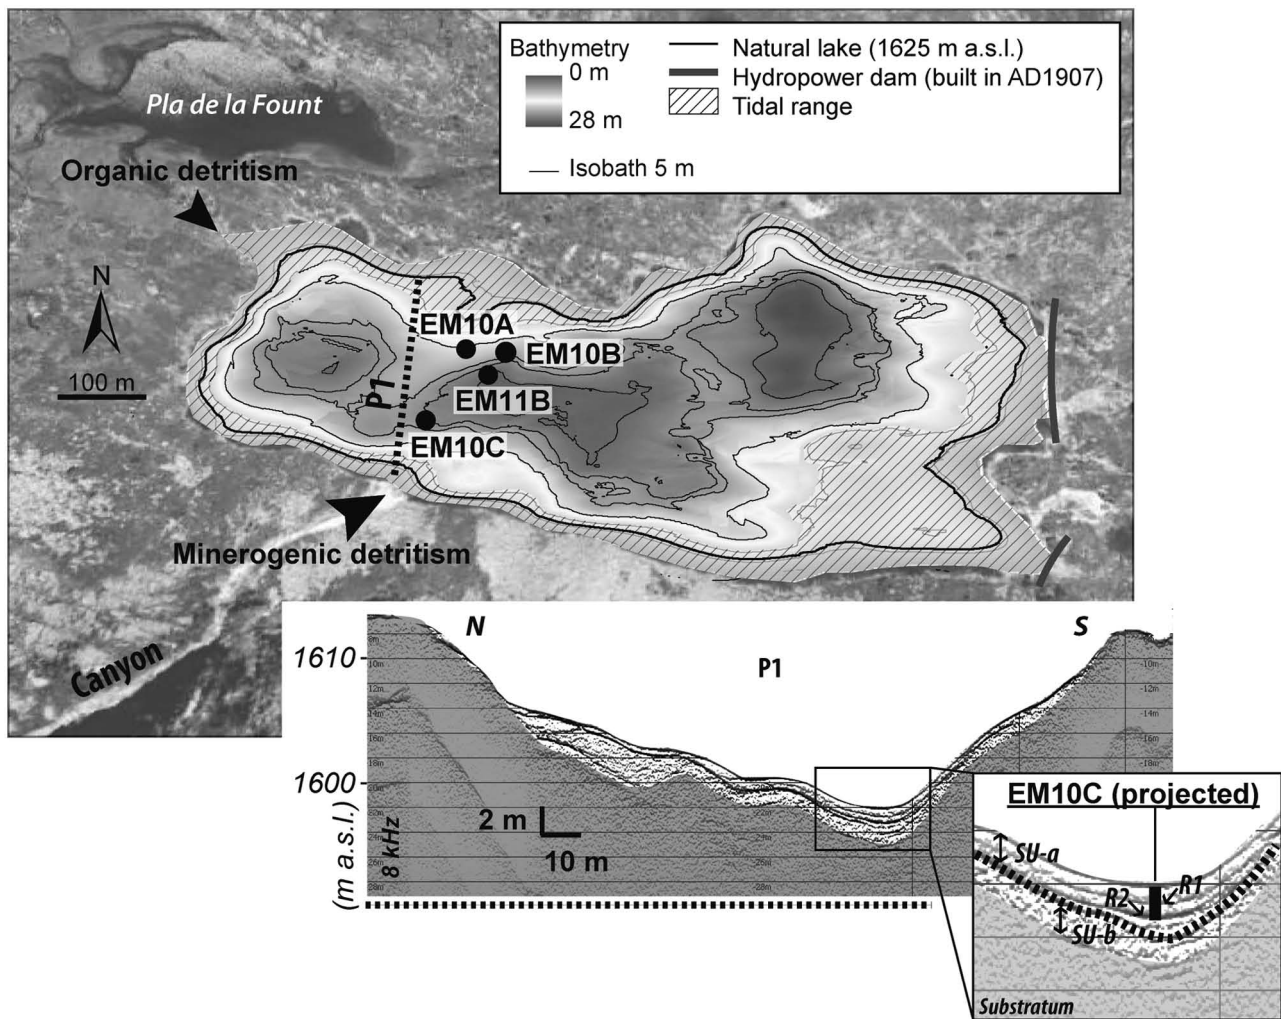 Bathymetry
0 m
28 m
Isobath 5 m
Natural lake (1625 m a.s.l.)
Hydropower dam (built in AD1907)
Tidal range
Pla de la Fount
Organic detritism
N
100 m
P1
EM10A
EM10B
EM11B
EM10C
Minerogenic detritism
Canyon
N
P1
S
1610
1600
(m a.s.l.)
8 kHz
2 m
10 m
EM10C (projected)
SU-a
R2
R1
SU-b
Substratum